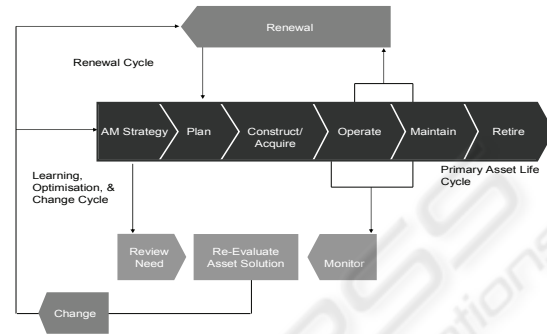 Renewal
Renewal Cycle
AM Strategy
Plan
Construct/
Acquire
Operate
Maintain
Retire
Learning,
Optimisation, &
Change Cycle
Primary Asset Life
Cycle
Review
Need
Re-Evaluate
Asset Solution
Monitor
Change